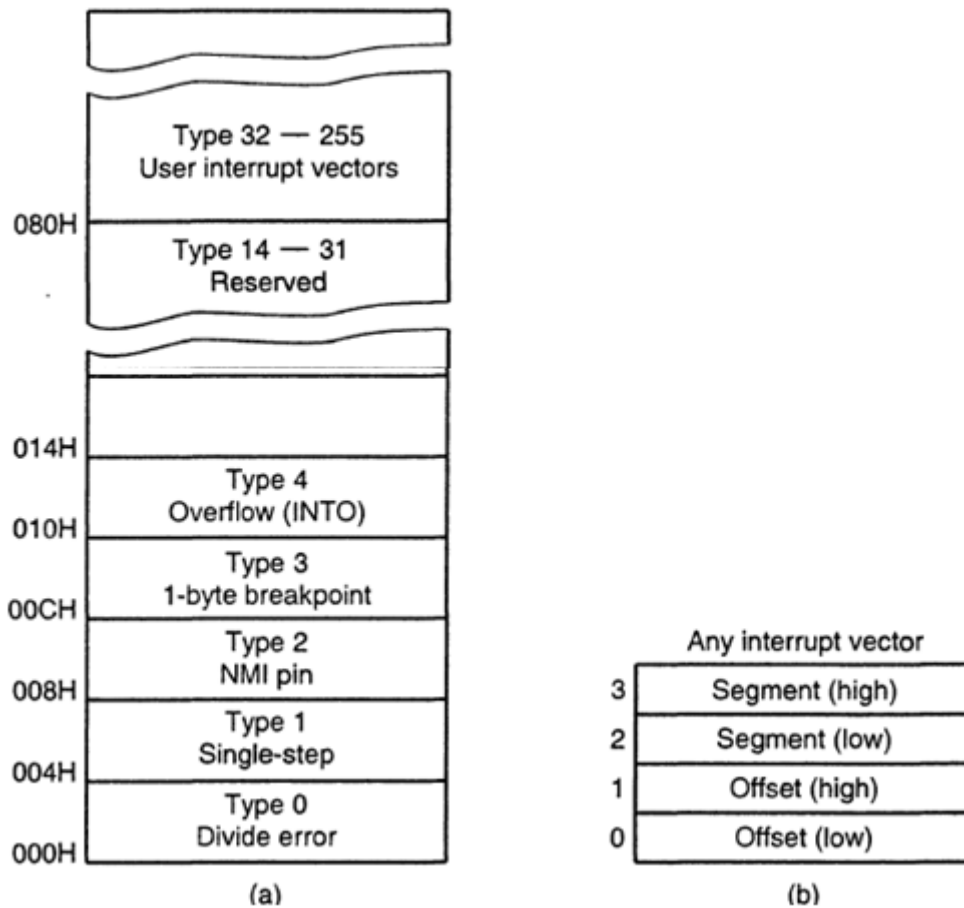 Type 32 — 255
User interrupt vectors
080H
Type 14 — 31
Reserved
014H
Type 4
Overflow (INTO)
010H
Type 3
1-byte breakpoint
00CH
Type 2
NMI pin
008H
Type 1
Single-step
004H
Type 0
Divide error
000H
(a)
Any interrupt vector
3 Segment (high)
2 Segment (low)
1 Offset (high)
0 Offset (low)
(b)